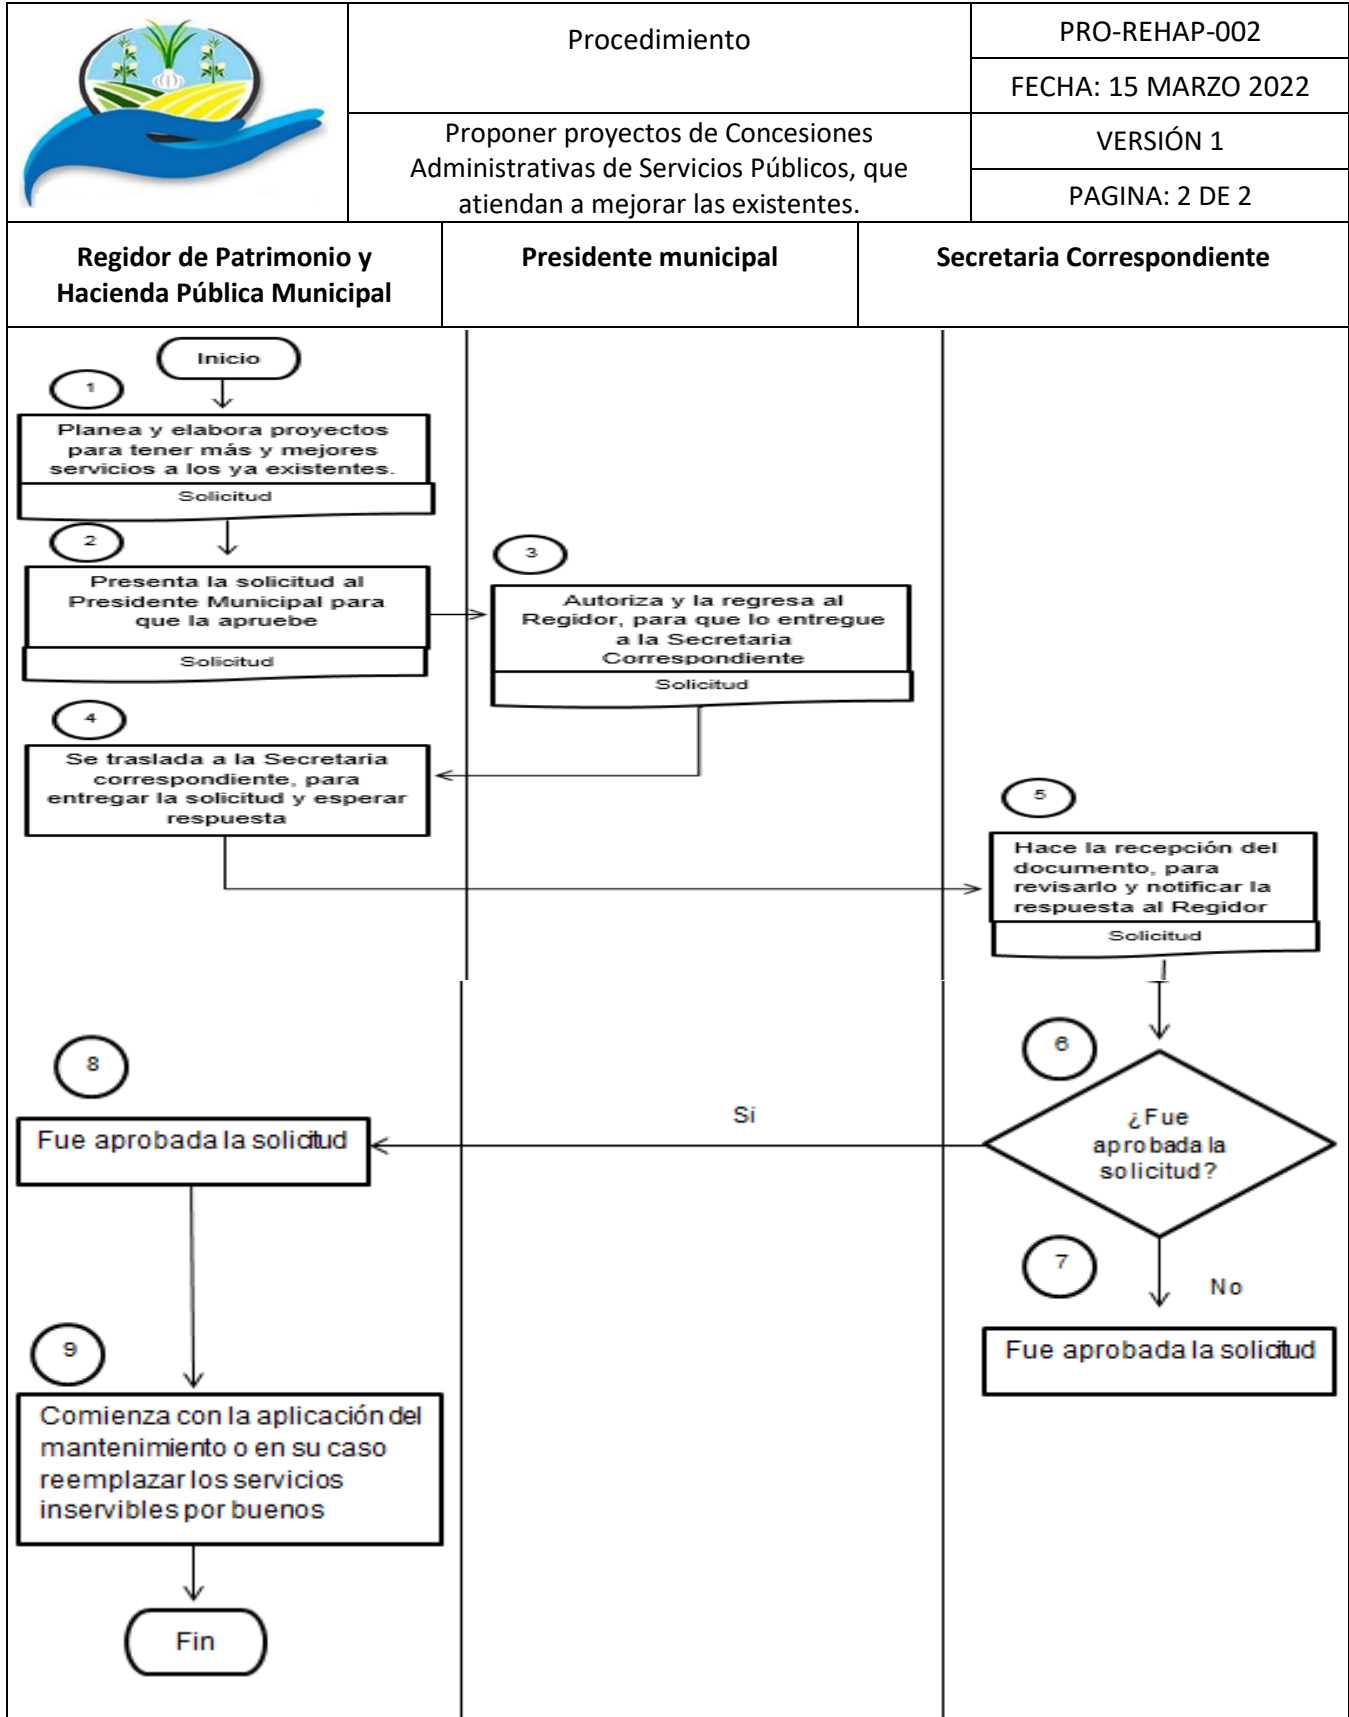 Procedimiento
PRO-REHAP-002
FECHA: 15 MARZO 2022
Proponer proyectos de Concesiones
Administrativas de Servicios Públicos, que
atiendan a mejorar las existentes.
VERSIÓN 1
PAGINA: 2 DE 2
Regidor de Patrimonio y
Hacienda Pública Municipal
Presidente municipal
Secretaria Correspondiente
Inicio
1
Planea y elabora proyectos
para tener más y mejores
servicios a los ya existentes.
Solicitud
2
Presenta la solicitud al
Presidente Municipal para
que la apruebe
Solicitud
3
Autoriza y la regresa al
Regidor, para que lo entregue
a la Secretaria
Correspondiente
Solicitud
4
Se traslada a la Secretaria
correspondiente, para
entregar la solicitud y esperar
respuesta
5
Hace la recepción del
documento, para
revisarlo y notificar la
respuesta al Regidor
Solicitud
6
¿Fue
aprobada la
solicitud?
Si
8
Fue aprobada la solicitud
7
No
Fue aprobada la solicitud
9
Comienza con la aplicación del
mantenimiento o en su caso
reemplazar los servicios
inservibles por buenos
Fin